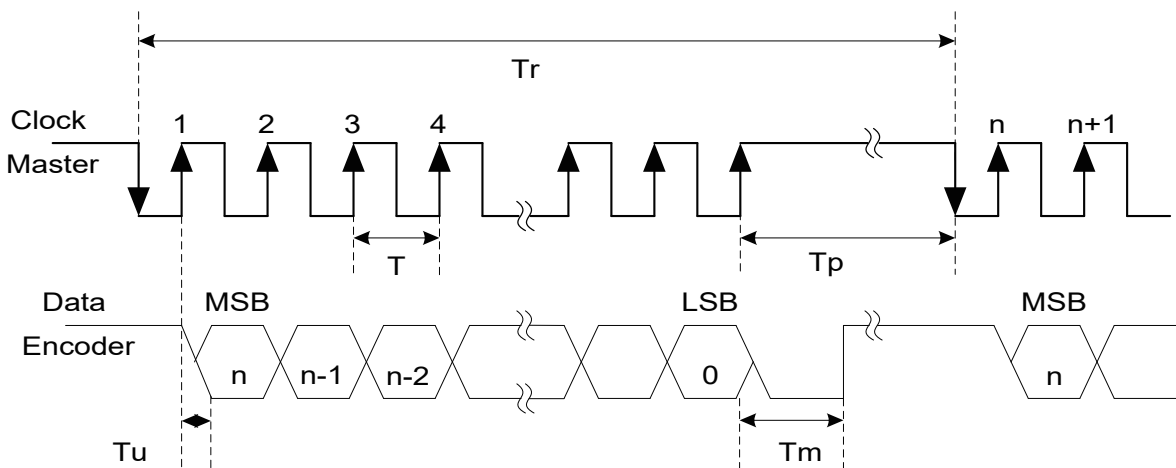 Tr
Clock
Master
1 2 3 4 n n+1
T
Tp
Data
Encoder
MSB LSB MSB
n n-1 n-2 0 n
Tu
Tm